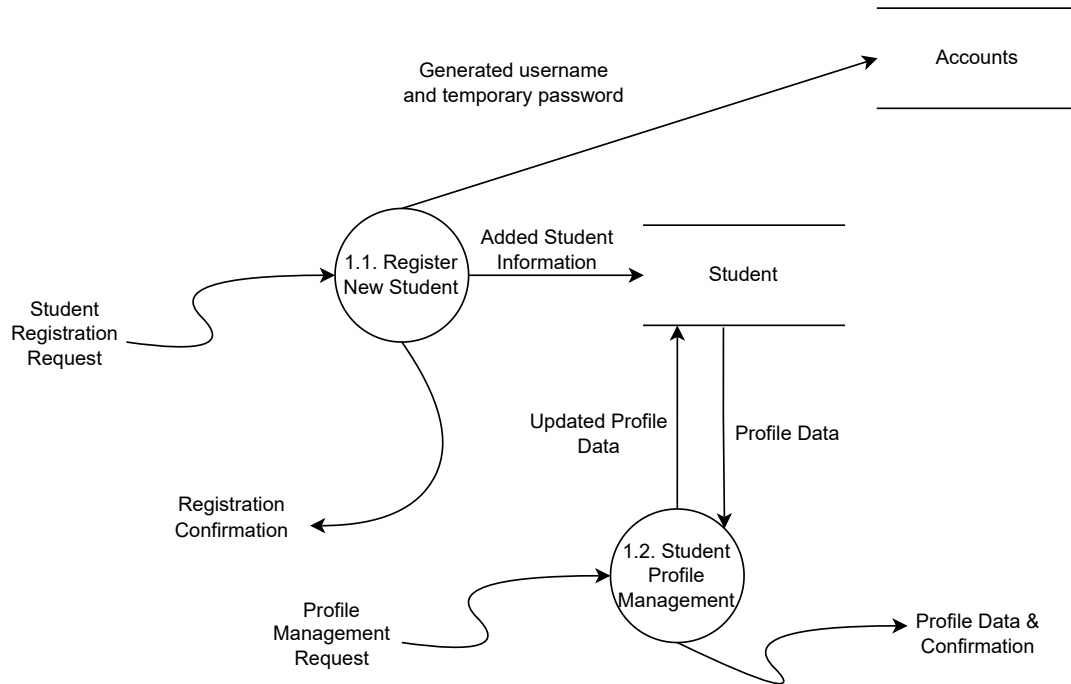 Accounts
Generated username
and temporary password
1.1. Register
New Student
Added Student
Information
Student
Student
Registration
Request
Updated Profile
Data
Profile Data
Registration
Confirmation
1.2. Student
Profile
Management
Profile
Management
Request
Profile Data &
Confirmation